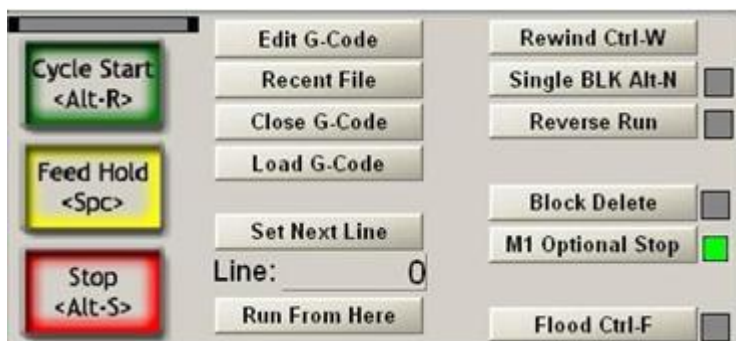 Cycle Start
<Alt-R>
Feed Hold
<Spc>
Stop
<Alt-S>
Edit G-Code
Recent File
Close G-Code
Load G-Code
Set Next Line
Line: 0
Run From Here
Rewind Ctrl-W
Single BLK Alt-N
Reverse Run
Block Delete
M1 Optional Stop
Flood Ctrl-F